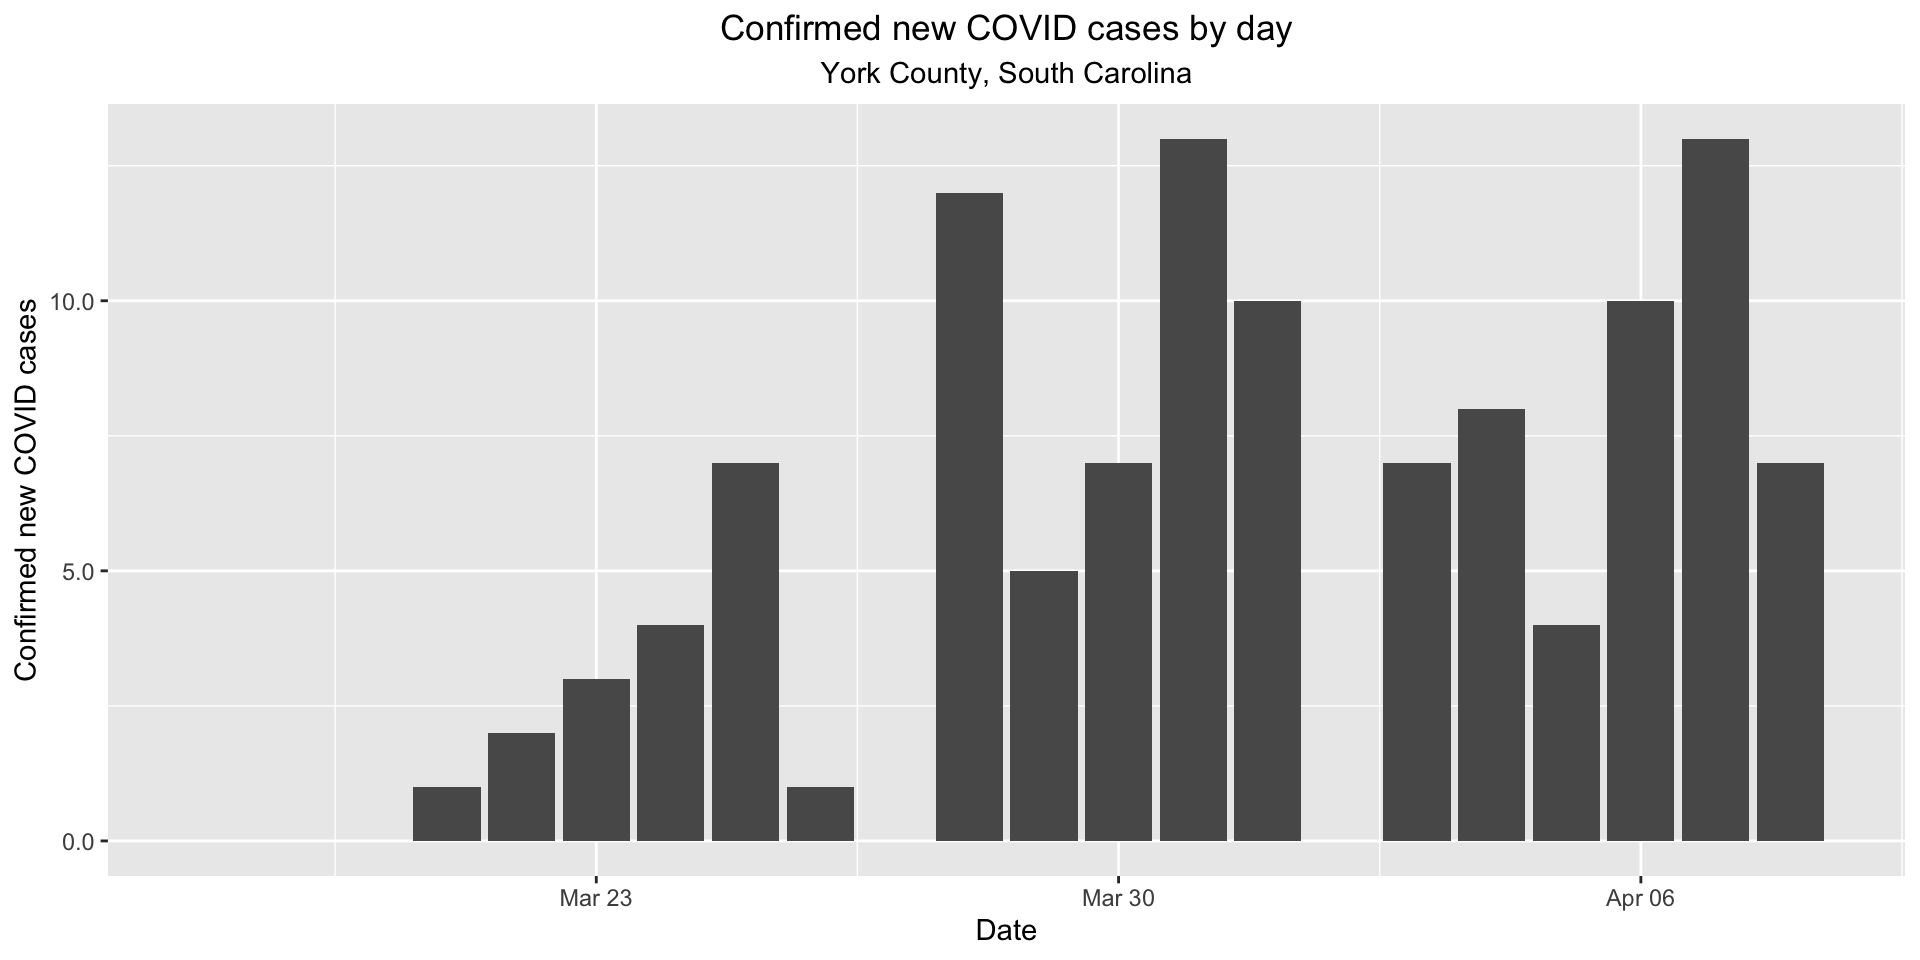 Confirmed new COVID cases by day
York County, South Carolina
Confirmed new COVID cases
10.0
5.0
0.0
Mar 23
Mar 30
Apr 06
Date